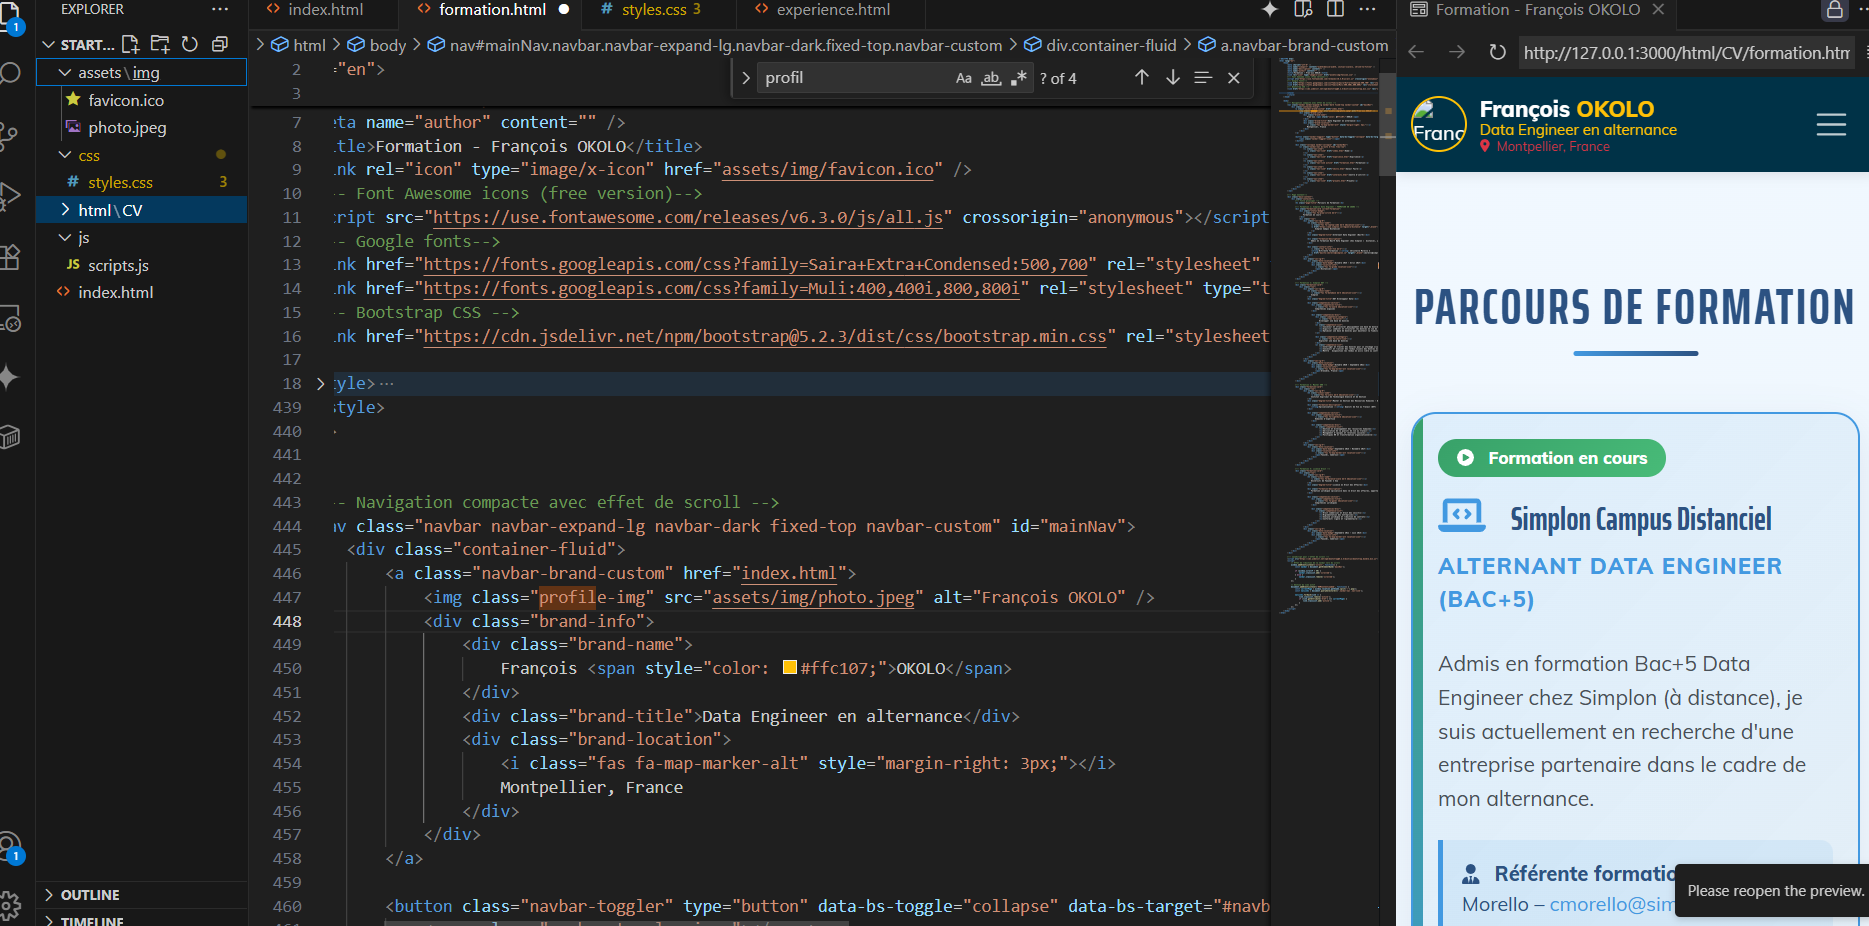 EXPLORER
START...
assets\img
favicon.ico
photo.jpeg
css
styles.css 3
html\CV
js
JS scripts.js
index.html
OUTLINE
TIMELINE
1
1
index.html
formation.html
styles.css 3
experience.html
html > body > nav#mainNav.navbar.navbar-expand-lg.navbar-dark.fixed-top.navbar-custom > div.container-fluid > a.navbar-brand-custom
profil
Aa ab .* ? of 4
2 ="en">
3
7 eta name="author" content="" />
8 tle>Formation - François OKOLO</title>
9 nk rel="icon" type="image/x-icon" href="assets/img/favicon.ico" />
10 -- Font Awesome icons (free version)-->
11 ript src="https://use.fontawesome.com/releases/v6.3.0/js/all.js" crossorigin="anonymous"></script
12 -- Google fonts-->
13 nk href="https://fonts.googleapis.com/css?family=Saira+Extra+Condensed:500,700" rel="stylesheet"
14 nk href="https://fonts.googleapis.com/css?family=Muli:400,400i,800,800i" rel="stylesheet" type="t
15 -- Bootstrap CSS -->
16 nk href="https://cdn.jsdelivr.net/npm/bootstrap@5.2.3/dist/css/bootstrap.min.css" rel="stylesheet
17
18 yle> ...
439 style>
440 >
441
442
443 -- Navigation compacte avec effet de scroll -->
444 av class="navbar navbar-expand-lg navbar-dark fixed-top navbar-custom" id="mainNav">
445 <div class="container-fluid">
446 <a class="navbar-brand-custom" href="index.html">
447 <img class="profile-img" src="assets/img/photo.jpeg" alt="François OKOLO" />
448 <div class="brand-info">
449 <div class="brand-name">
450 François <span style="color: #ffc107;">OKOLO</span>
451 </div>
452 <div class="brand-title">Data Engineer en alternance</div>
453 <div class="brand-location">
454 <i class="fas fa-map-marker-alt" style="margin-right: 3px;"></i>
455 Montpellier, France
456 </div>
457 </div>
458 </a>
459
460 <button class="navbar-toggler" type="button" data-bs-toggle="collapse" data-bs-target="#navb
Formation - François OKOLO
http://127.0.0.1:3000/html/CV/formation.htm
Franç
François OKOLO
Data Engineer en alternance
Montpellier, France
PARCOURS DE FORMATION
Formation en cours
Simplon Campus Distanciel
ALTERNANT DATA ENGINEER
(BAC+5)
Admis en formation Bac+5 Data
Engineer chez Simplon (à distance), je
suis actuellement en recherche d'une
entreprise partenaire dans le cadre de
mon alternance.
Référente formatio
Morello – cmorello@sim
Please reopen the preview.